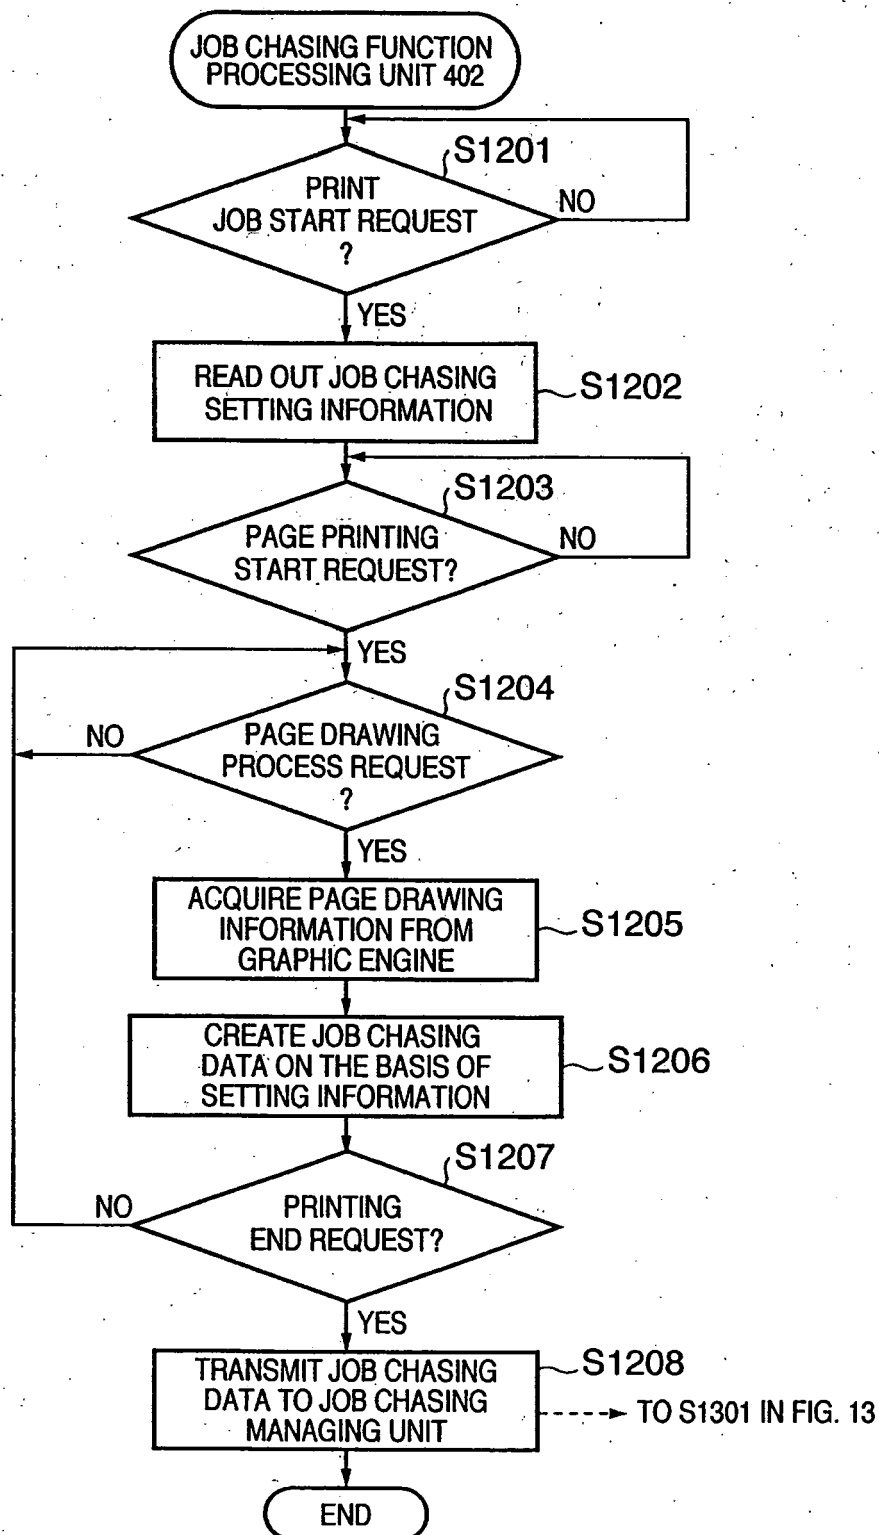 JOB CHASING FUNCTION
PROCESSING UNIT 402
S1201
PRINT
JOB START REQUEST
?
NO
YES
READ OUT JOB CHASING
SETTING INFORMATION
S1202
S1203
PAGE PRINTING
START REQUEST?
NO
YES
S1204
NO
PAGE DRAWING
PROCESS REQUEST
?
YES
ACQUIRE PAGE DRAWING
INFORMATION FROM
GRAPHIC ENGINE
S1205
CREATE JOB CHASING
DATA ON THE BASIS OF
SETTING INFORMATION
S1206
S1207
NO
PRINTING
END REQUEST?
YES
TRANSMIT JOB CHASING
DATA TO JOB CHASING
MANAGING UNIT
S1208
TO S1301 IN FIG. 13
END